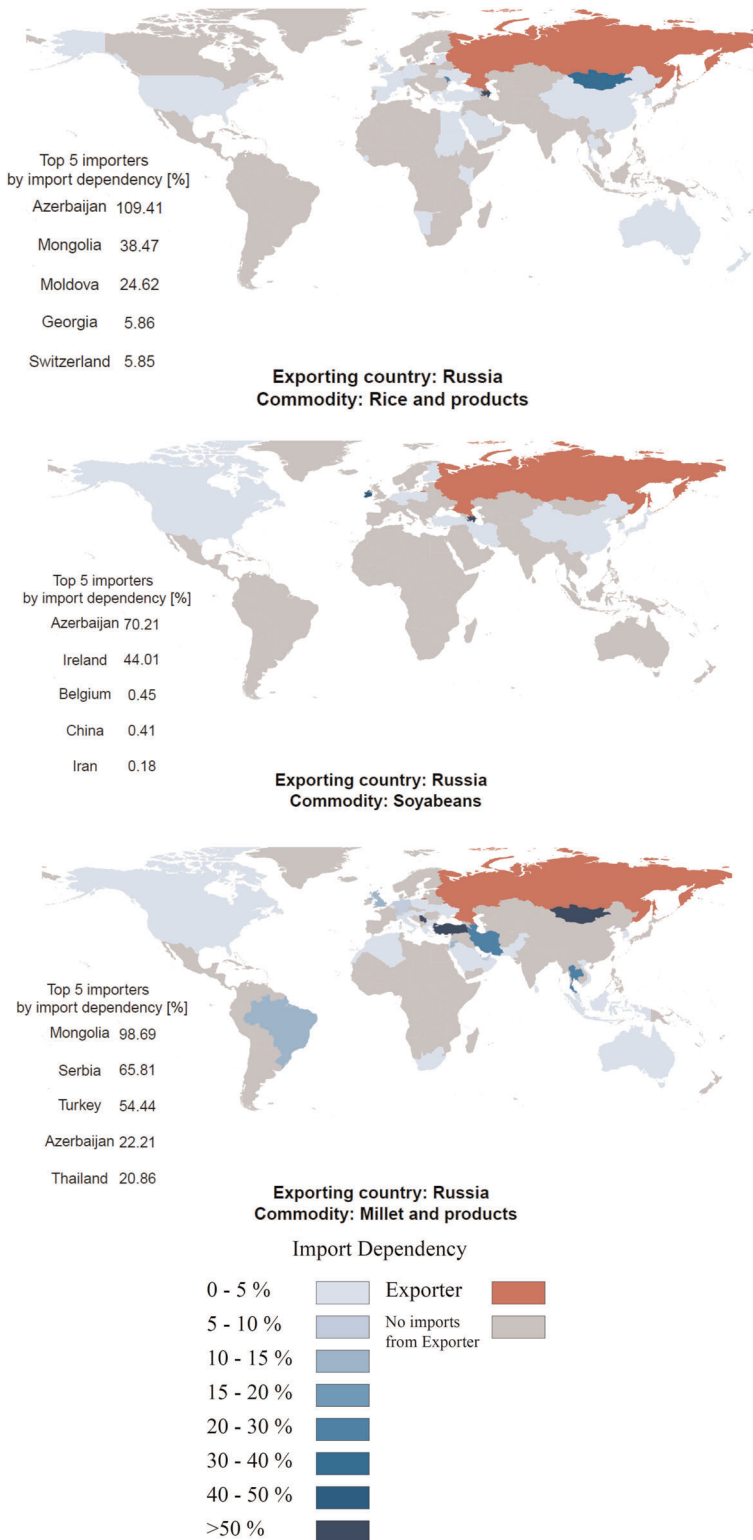 Top 5 importers
by import dependency [%]
Azerbaijan 109.41
Mongolia 38.47
Moldova 24.62
Georgia 5.86
Switzerland 5.85
Exporting country: Russia
Commodity: Rice and products
Top 5 importers
by import dependency [%]
Azerbaijan 70.21
Ireland 44.01
Belgium 0.45
China 0.41
Iran 0.18
Exporting country: Russia
Commodity: Soyabeans
Top 5 importers
by import dependency [%]
Mongolia 98.69
Serbia 65.81
Turkey 54.44
Azerbaijan 22.21
Thailand 20.86
Exporting country: Russia
Commodity: Millet and products
Import Dependency
0 - 5 %
5 - 10 %
10 - 15 %
15 - 20 %
20 - 30 %
30 - 40 %
40 - 50 %
>50 %
Exporter
No imports
from Exporter